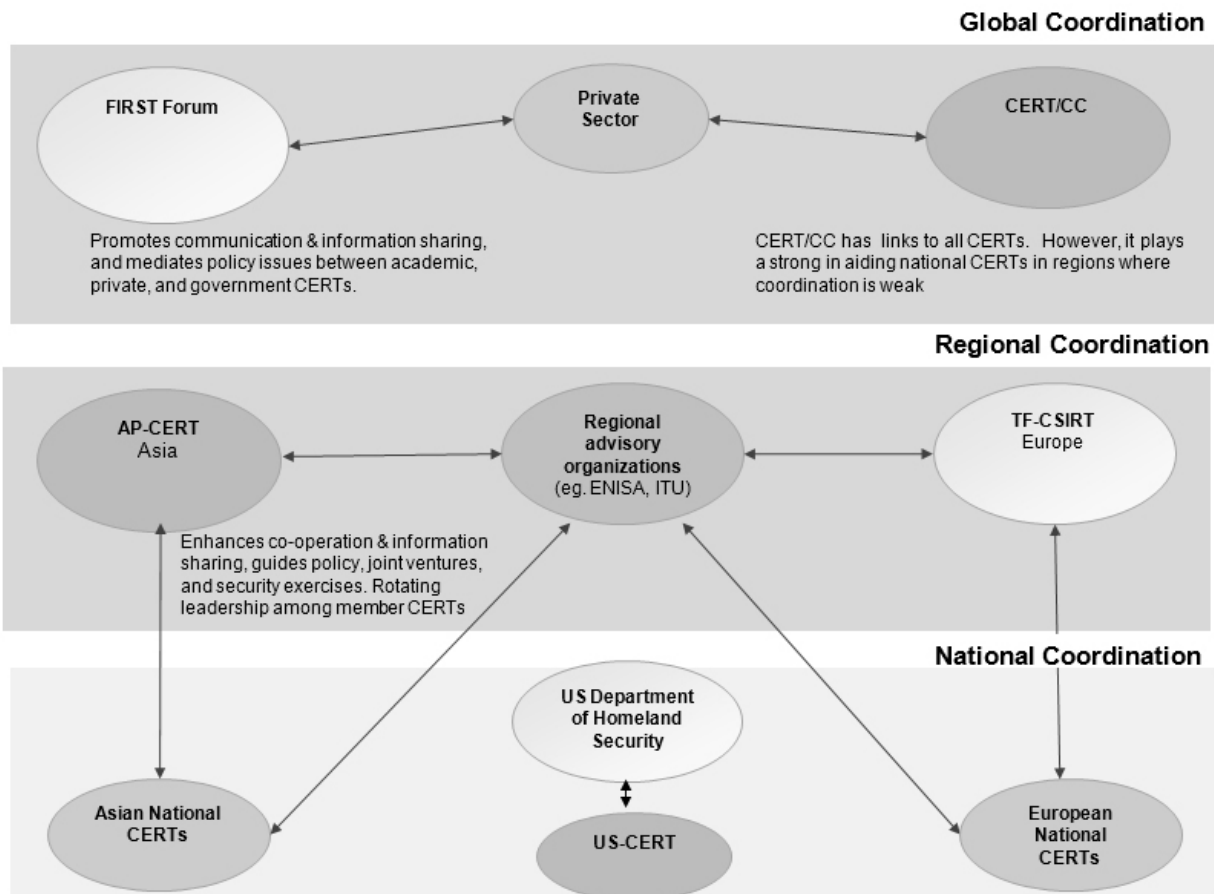 Global Coordination
FIRST Forum
Private
Sector
CERT/CC
Promotes communication & information sharing,
and mediates policy issues between academic,
private, and government CERTs.
CERT/CC has links to all CERTs. However, it plays
a strong in aiding national CERTs in regions where
coordination is weak
Regional Coordination
AP-CERT
Asia
Regional
advisory
organizations
(eg. ENISA, ITU)
TF-CSIRT
Europe
Enhances co-operation & information
sharing, guides policy, joint ventures,
and security exercises. Rotating
leadership among member CERTs
National Coordination
US Department
of Homeland
Security
Asian National
CERTs
US-CERT
European
National
CERTs